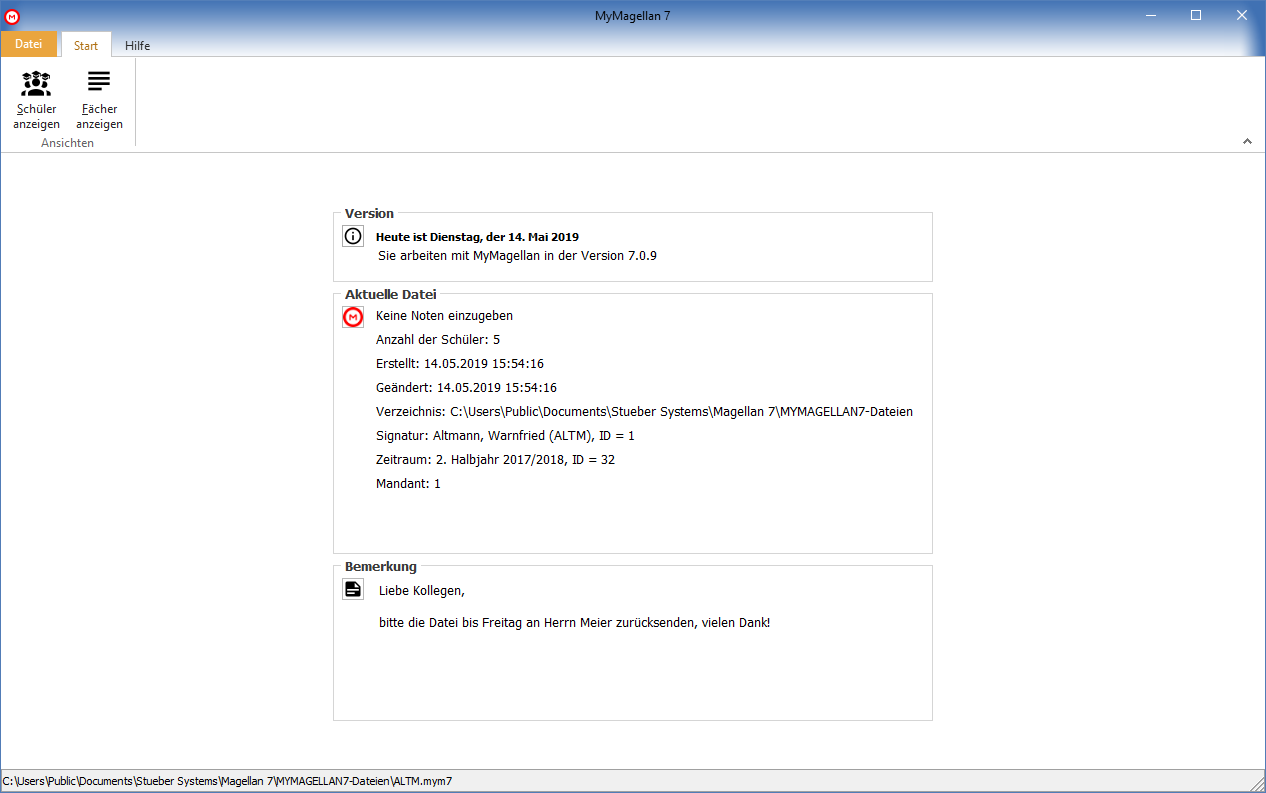 MyMagellan 7
Datei Start Hilfe
Schüler anzeigen
Fächer anzeigen
Ansichten
Version
Heute ist Dienstag, der 14. Mai 2019
Sie arbeiten mit MyMagellan in der Version 7.0.9
Aktuelle Datei
Keine Noten einzugeben
Anzahl der Schüler: 5
Erstellt: 14.05.2019 15:54:16
Geändert: 14.05.2019 15:54:16
Verzeichnis: C:\Users\Public\Documents\Stueber Systems\Magellan 7\MYMAGELLAN7-Dateien
Signatur: Altmann, Warnfried (ALTM), ID = 1
Zeitraum: 2. Halbjahr 2017/2018, ID = 32
Mandant: 1
Bemerkung
Liebe Kollegen,
bitte die Datei bis Freitag an Herrn Meier zurücksenden, vielen Dank!
C:\Users\Public\Documents\Stueber Systems\Magellan 7\MYMAGELLAN7-Dateien\ALTM.mym7